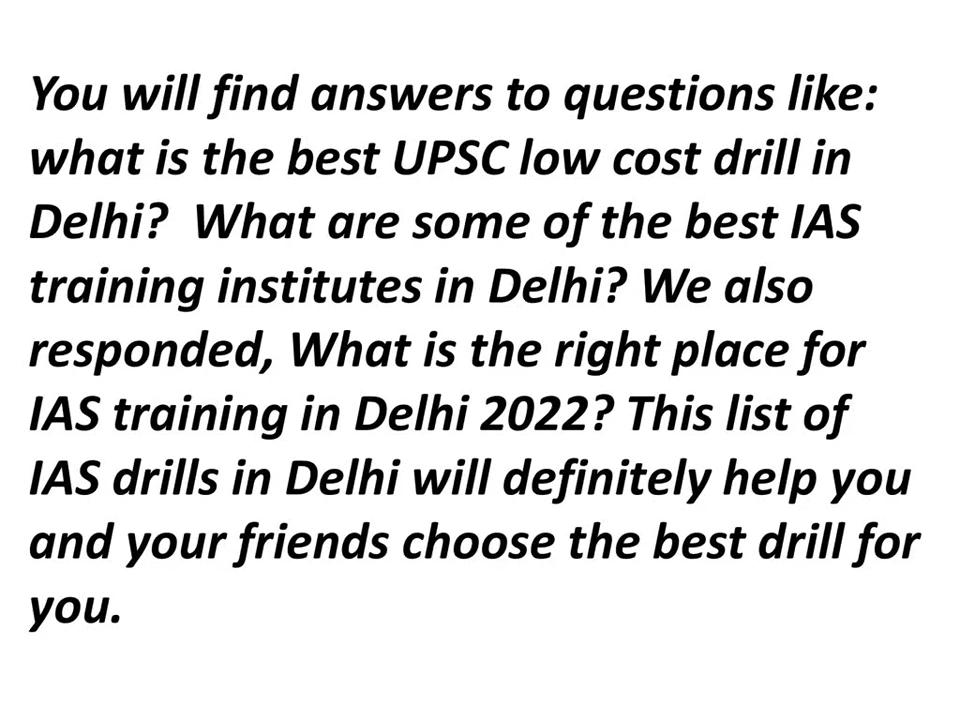 You will find answers to questions like:
what is the best UPSC low cost drill in
Delhi?  What are some of the best IAS
training institutes in Delhi? We also
responded, What is the right place for
IAS training in Delhi 2022? This list of
IAS drills in Delhi will definitely help you
and your friends choose the best drill for
you.